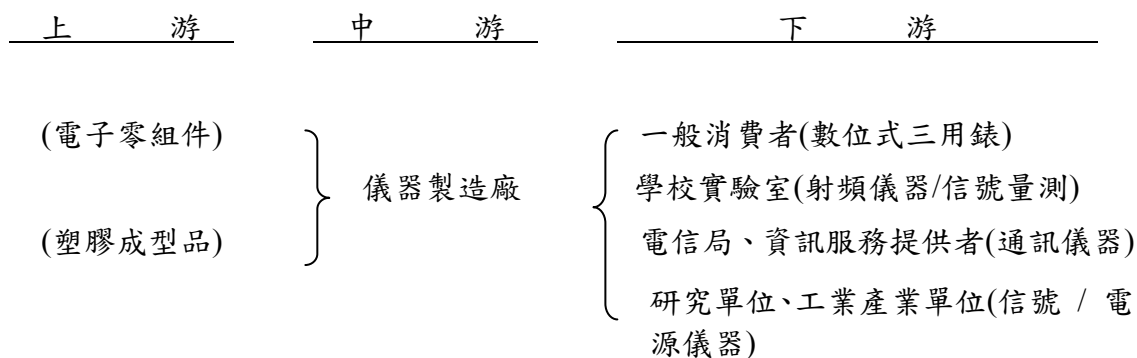 上 游 中 游 下 游
(電子零組件)
(塑膠成型品)
儀器製造廠
一般消費者(數位式三用錶)
學校實驗室(射頻儀器/信號量測)
電信局、資訊服務提供者(通訊儀器)
研究單位、工業產業單位(信號 / 電
源儀器)